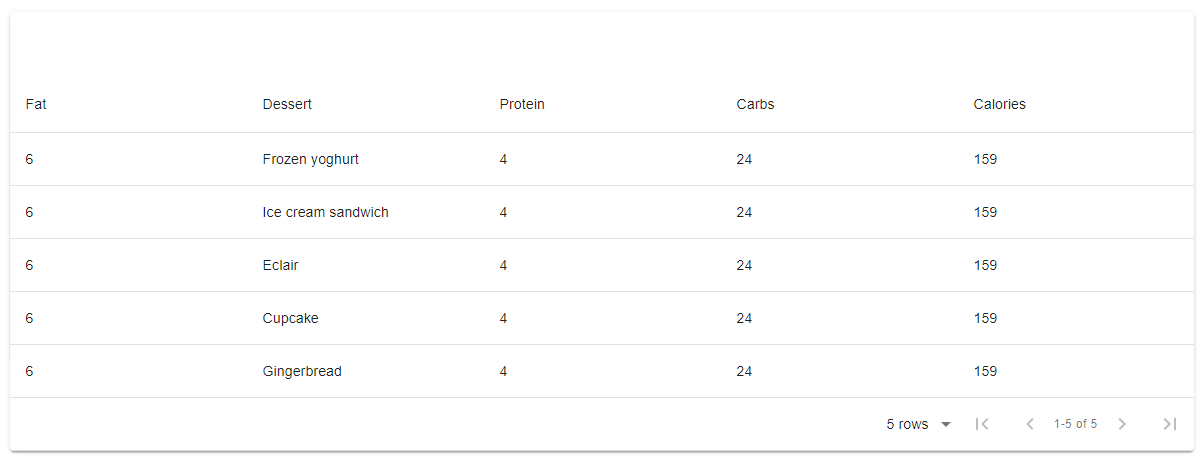 Fat Dessert Protein Carbs Calories
6 Frozen yoghurt 4 24 159
6 Ice cream sandwich 4 24 159
6 Eclair 4 24 159
6 Cupcake 4 24 159
6 Gingerbread 4 24 159
5 rows 1-5 of 5